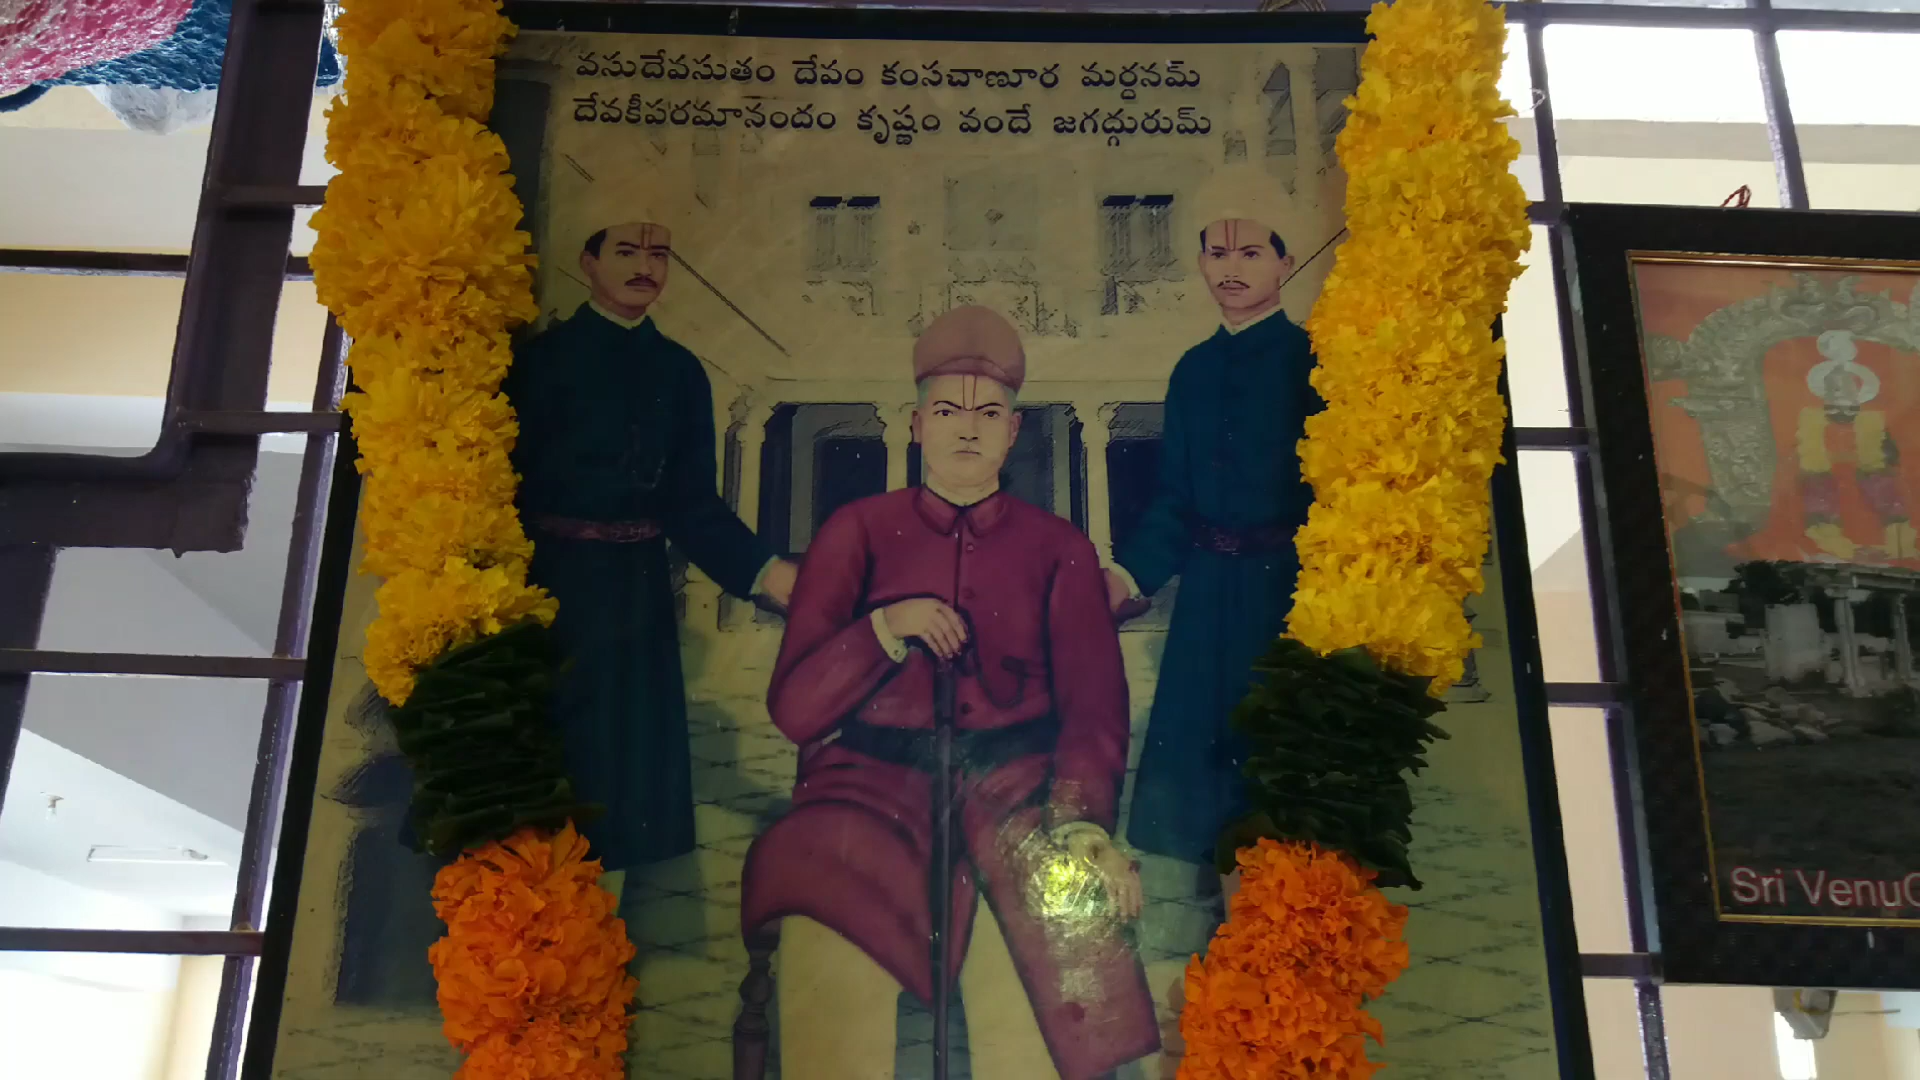 వసుదేవసుతం దేపం కంసచాణూర మర్దనమ్
దేవకీపరమానందం కృష్ణం వందే జగద్గురుమ్
Sri Venu